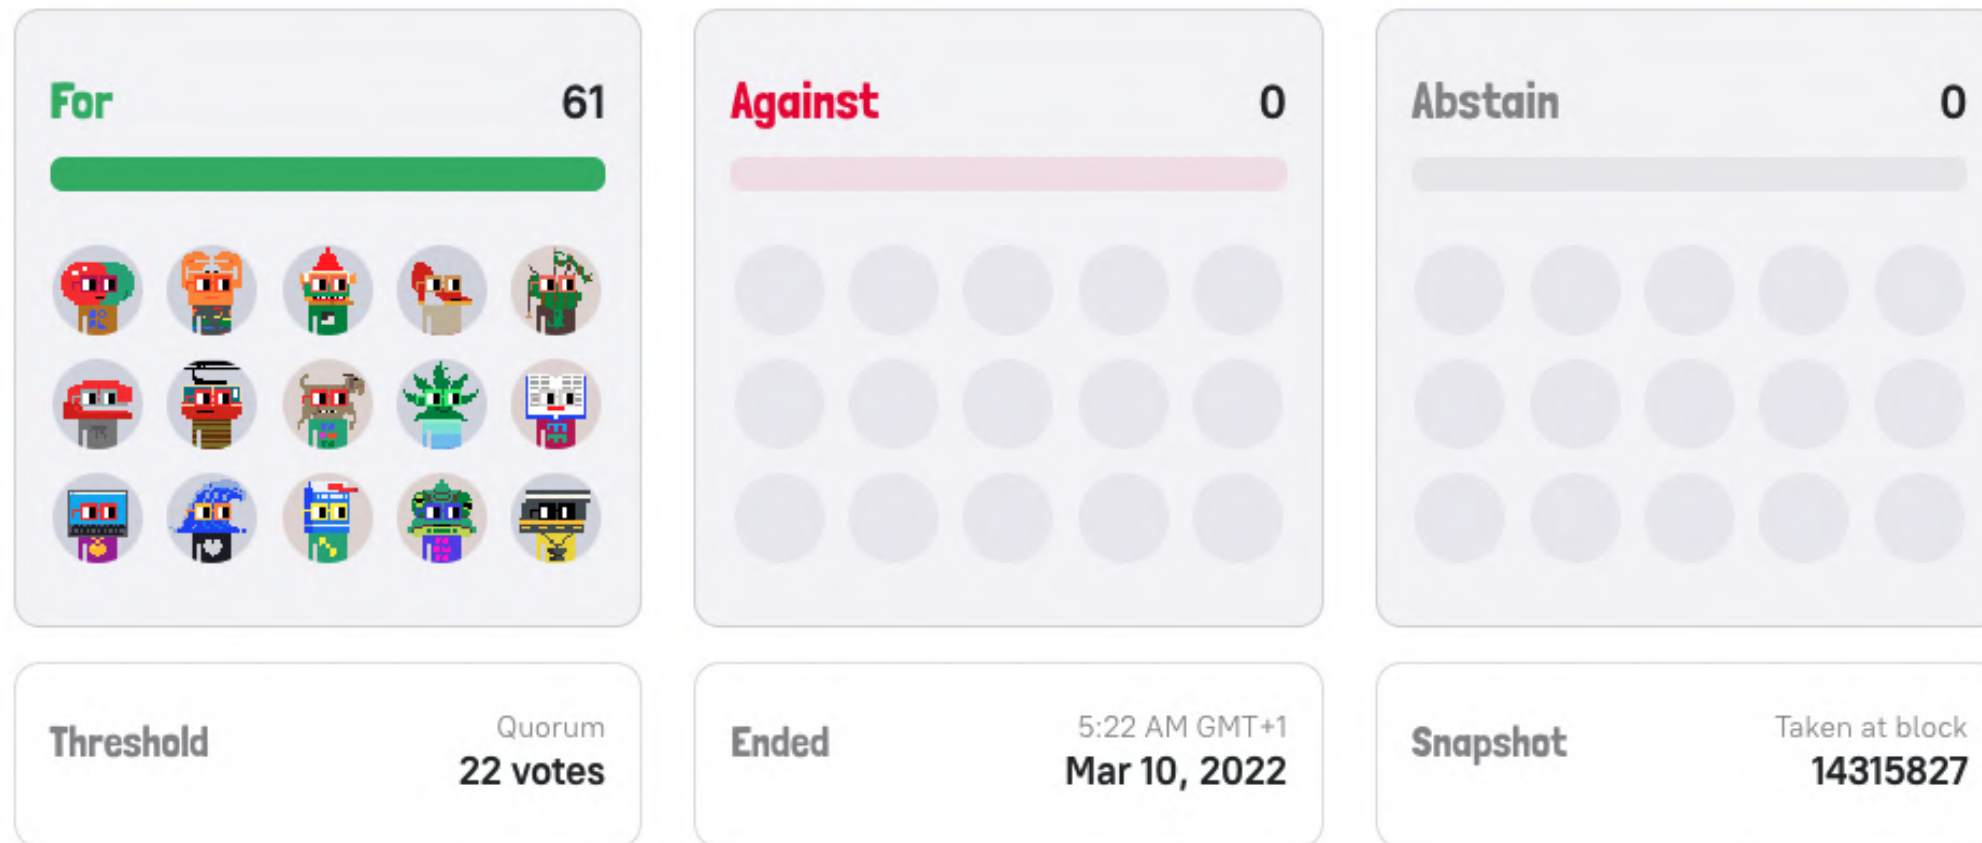 For 61
Against 0
Abstain 0
Threshold
Quorum
22 votes
Ended
5:22 AM GMT+1
Mar 10, 2022
Snapshot
Taken at block
14315827